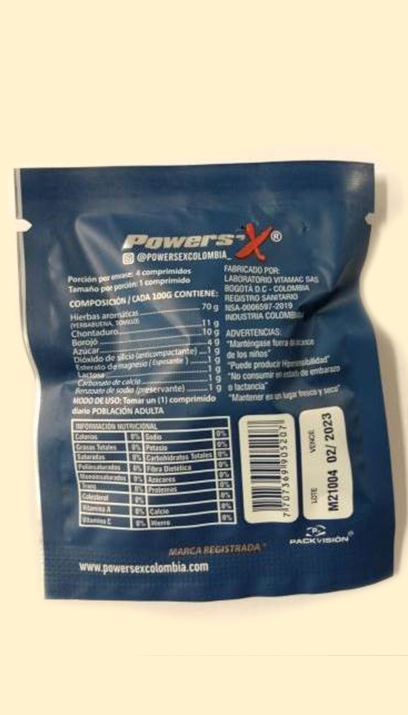 Powers-X®
@POWERSEXCOLOMBIA_
Porción por envase: 4 comprimidos
Tamaño por porción: 1 comprimido
COMPOSICIÓN / CADA 100G CONTIENE:
Hierbas aromáticas 70 g
(YERBABUENA, TOMILLO)
Chontaduro 11 g
Borojó 10 g
Azúcar 4 g
Dióxido de silicio (anticompactante) 1 g
Esterato de magnesio (Espesante) 1 g
Lactosa 1 g
Carbonato de calcio 1 g
Benzoato de sodio (preservante) 1 g
MODO DE USO: Tomar un (1) comprimido
diario POBLACIÓN ADULTA
FABRICADO POR:
LABORATORIO VITAMAC SAS
BOGOTÁ D.C - COLOMBIA
REGISTRO SANITARIO
NSA-0006597-2019
INDUSTRIA COLOMBIA
ADVERTENCIAS:
"Manténgase fuera alcance
de los niños"
"Puede producir Hipersensibilidad"
"No consumir en estado de embarazo
o lactancia"
"Mantener en un lugar fresco y seco"
INFORMACIÓN NUTRICIONAL
Calorías 0% Sodio 0%
Grasas Totales 0% Potasio 0%
Saturadas 0% Carbohidratos Totales 0%
Poliinsaturados 0% Fibra Dietética 0%
Monoinsaturados 0% Azúcares 0%
Trans 0% Proteínas 0%
Colesterol 0%
Vitamina A 0% Calcio 0%
Vitamina C 0% Hierro 0%
7707369905207
LOTE VENCE
M21004 02/ 2023
PACKVISIÓN®
MARCA REGISTRADA®
www.powersexcolombia.com